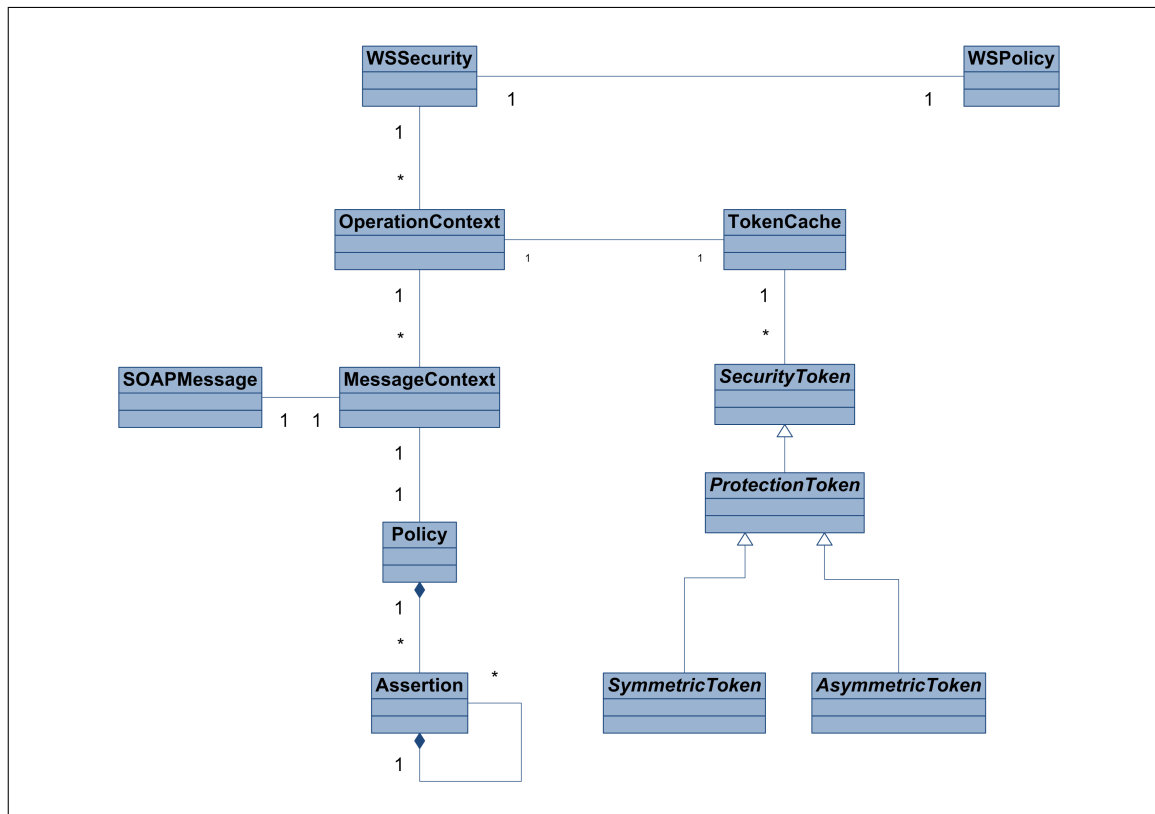 WSSecurity
WSPolicy
1
1
1
*
OperationContext
TokenCache
1
1
1
*
1
*
SOAPMessage
MessageContext
SecurityToken
1
1
1
1
ProtectionToken
Policy
1
*
*
Assertion
SymmetricToken
AsymmetricToken
1